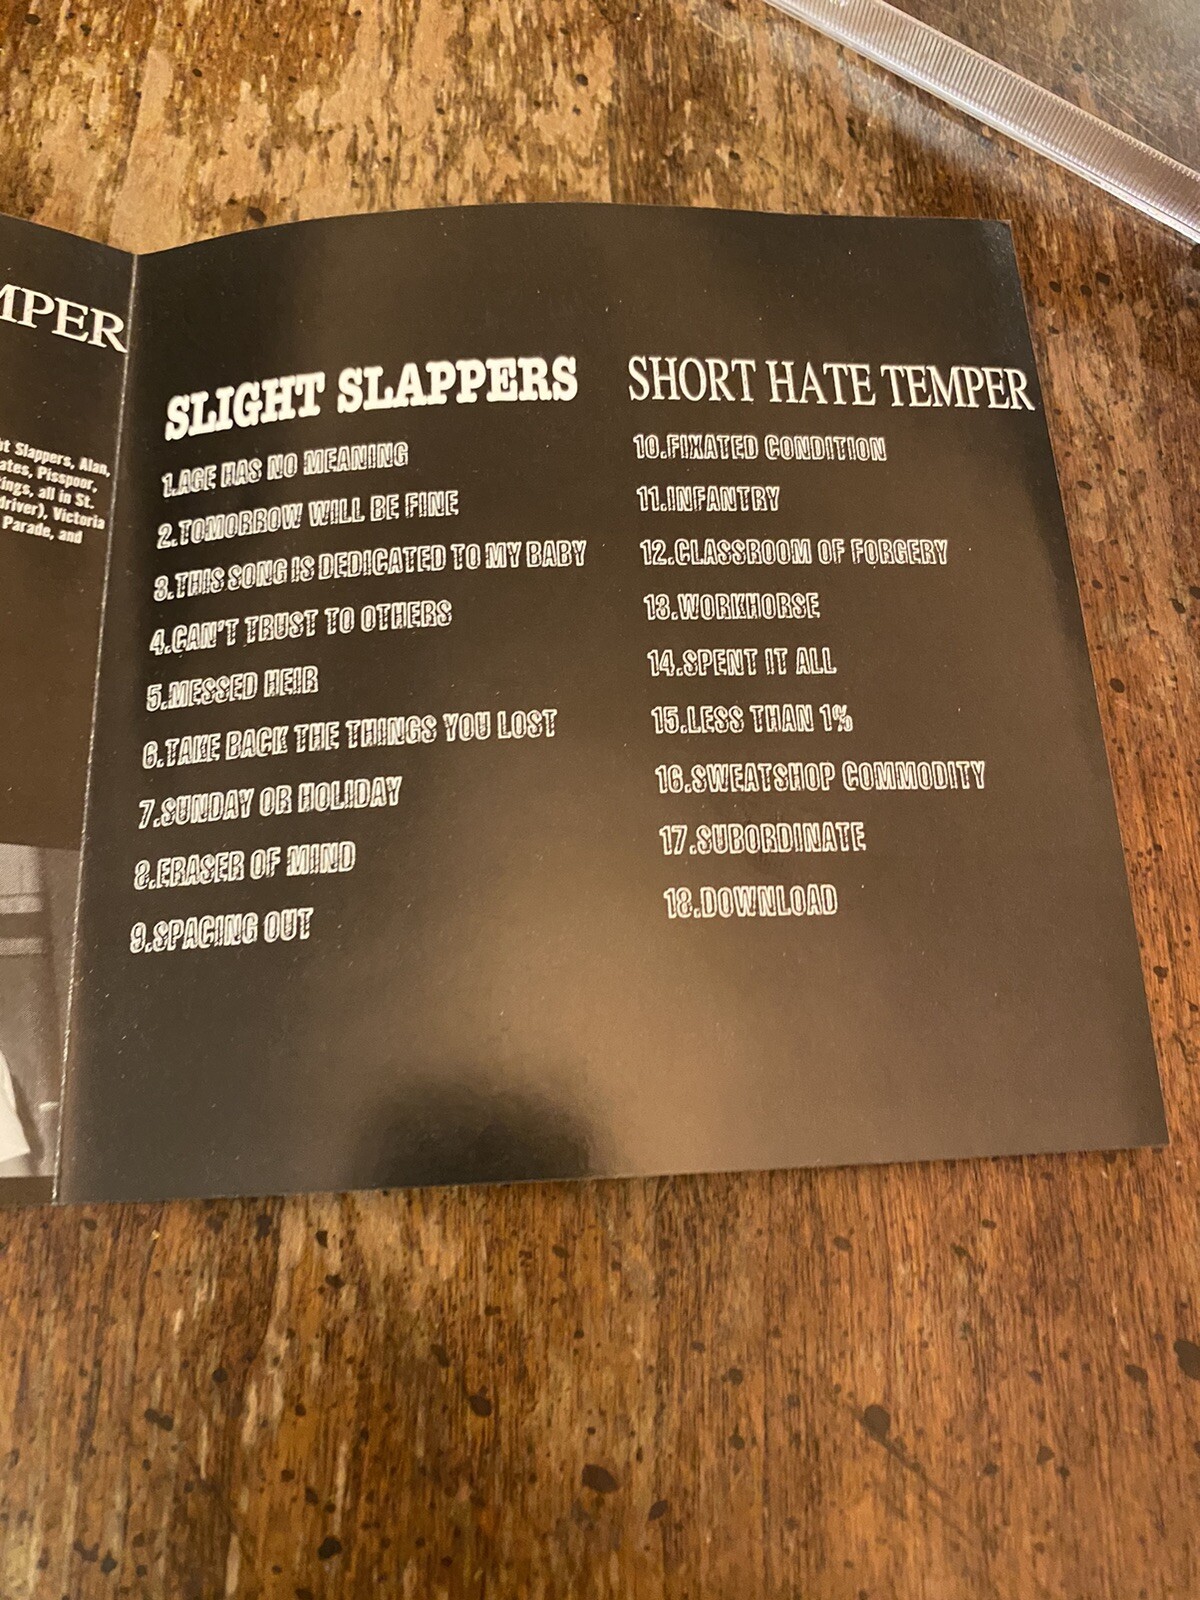 MPER
t Slappers, Alan,
ates, Pisspour,
ings, all in St.
driver), Victoria
Parade, and
SLIGHT SLAPPERS
1.AGE HAS NO MEANING
2.TOMORROW WILL BE FINE
3.THIS SONG IS DEDICATED TO MY BABY
4.CAN'T TRUST TO OTHERS
5.MESSED HEIR
6.TAKE BACK THE THINGS YOU LOST
7.SUNDAY OR HOLIDAY
8.ERASER OF MIND
9.SPACING OUT
SHORT HATE TEMPER
10.FIXATED CONDITION
11.INFANTRY
12.CLASSROOM OF FORGERY
13.WORKHORSE
14.SPENT IT ALL
15.LESS THAN 1%
16.SWEATSHOP COMMODITY
17.SUBORDINATE
18.DOWNLOAD